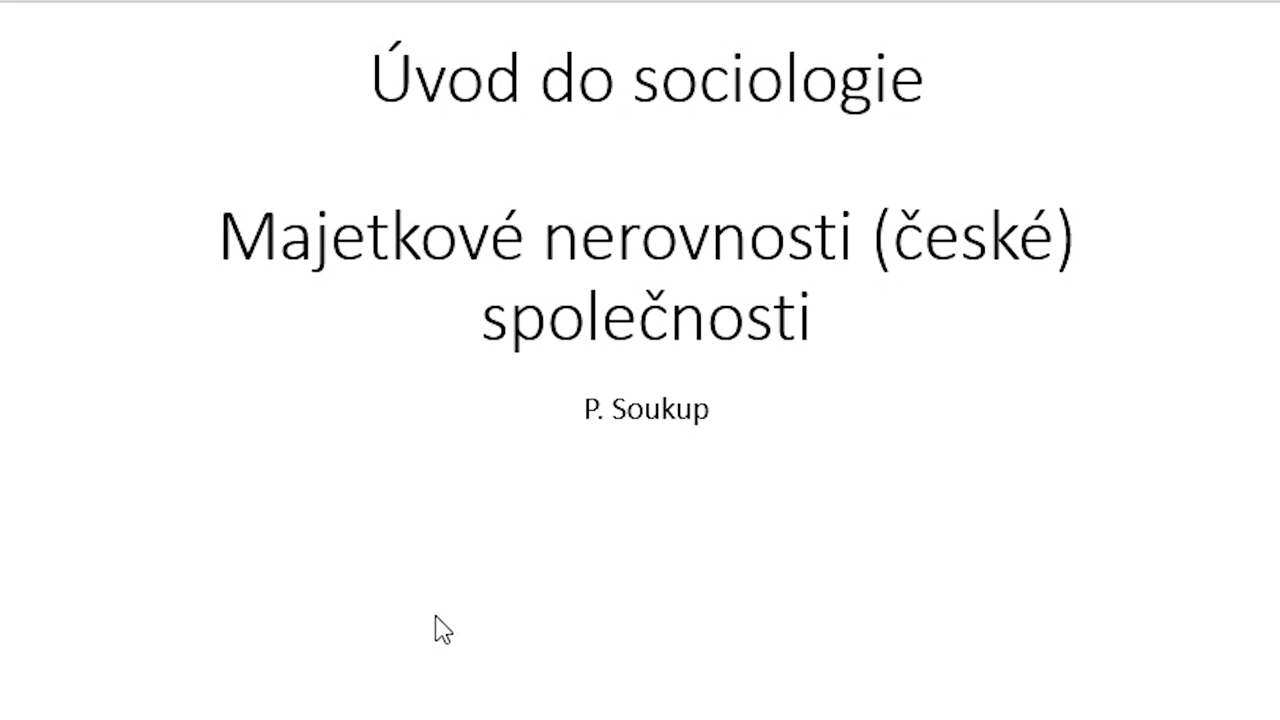 Úvod do sociologie
Majetkové nerovnosti (české)
společnosti
P. Soukup